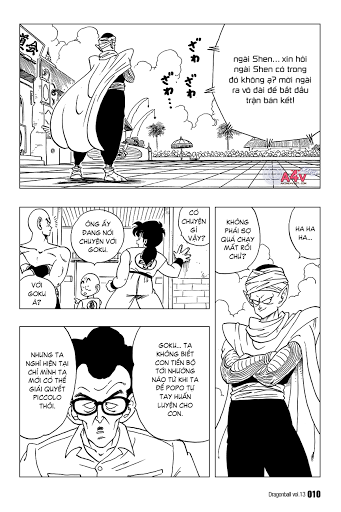 ngài Shen... xin hỏi
ngài Shen có trong
đó không ạ? mời ngài
ra võ đài để bắt đầu
trận bán kết!
ざわ
ざわ…
A4V
CÓ
CHUYỆN
GÌ
VẬY?
ÔNG ẤY
ĐANG NÓI
CHUYỆN VỚI
GOKU.
VỚI
GOKU
Á?
HA HA
HA...
KHÔNG
PHẢI SỢ
QUÁ CHẠY
MẤT RỒI
CHỨ?
GOKU... TA
KHÔNG BIẾT
CON TIẾN BỘ
TỚI NHƯỜNG
NÀO TỪ KHI TA
ĐỂ POPO TỰ
TAY HUẤN
LUYỆN CHO
CON.
NHƯNG TA
NGHĨ HIỆN TẠI
CHỈ MÌNH TA
MỚI CÓ THỂ
GIẢI QUYẾT
PICCOLO
THÔI.
Dragonball vol.13 010